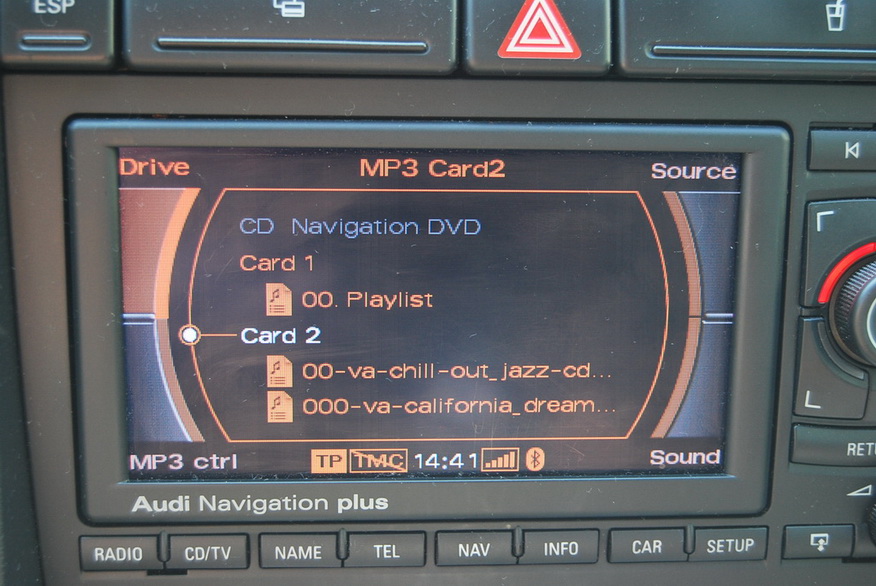 ESP
Drive MP3 Card2 Source
CD Navigation DVD
Card 1
00. Playlist
Card 2
00-va-chill-out_jazz-cd...
000-va-california_dream...
MP3 ctrl TP TMC 14:41 Sound
RET
Audi Navigation plus
RADIO CD/TV NAME TEL NAV INFO CAR SETUP